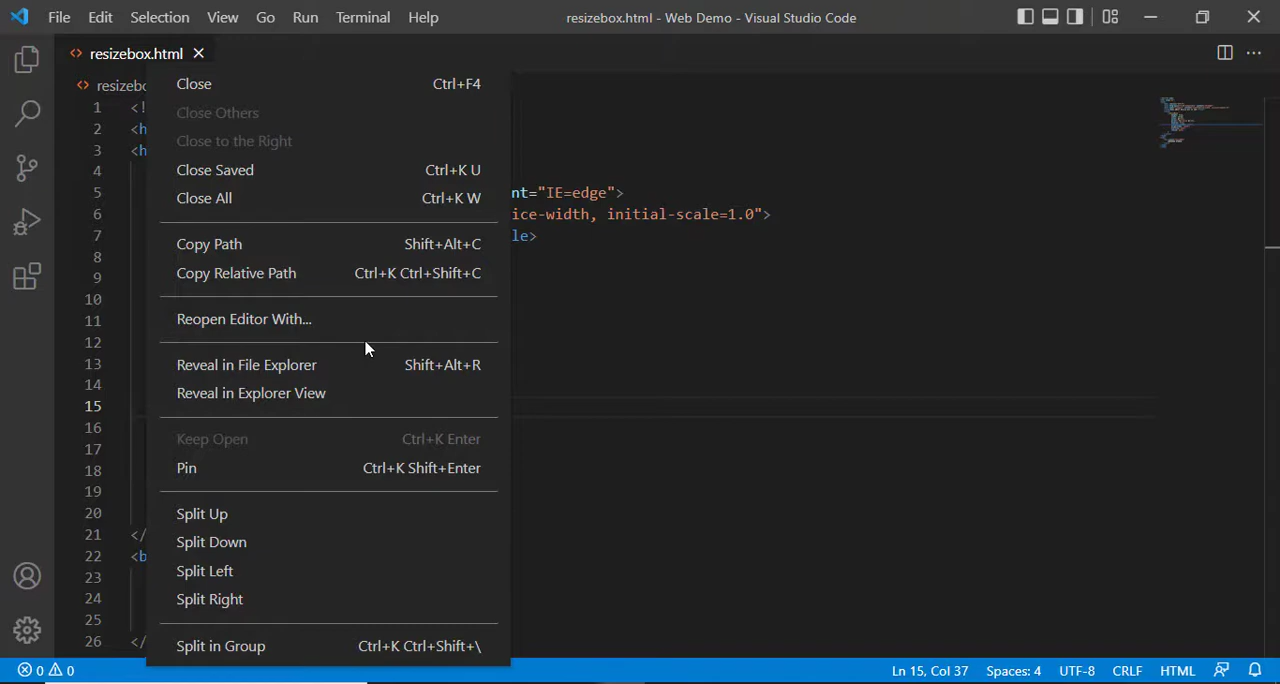 File Edit Selection View Go Run Terminal Help resizebox.html - Web Demo - Visual Studio Code
<> resizebox.html ×
<> resizebo
Close Ctrl+F4
Close Others
Close to the Right
Close Saved Ctrl+K U
Close All Ctrl+K W
Copy Path Shift+Alt+C
Copy Relative Path Ctrl+K Ctrl+Shift+C
Reopen Editor With...
Reveal in File Explorer Shift+Alt+R
Reveal in Explorer View
Keep Open Ctrl+K Enter
Pin Ctrl+K Shift+Enter
Split Up
Split Down
Split Left
Split Right
Split in Group Ctrl+K Ctrl+Shift+\
1 <!
2 <h
3 <h
4
5 nt="IE=edge">
6 ice-width, initial-scale=1.0">
7 le>
8
9
10
11
12
13
14
15
16
17
18
19
20
21 </
22 <b
23
24
25
26 </
0 0 Ln 15, Col 37 Spaces: 4 UTF-8 CRLF HTML